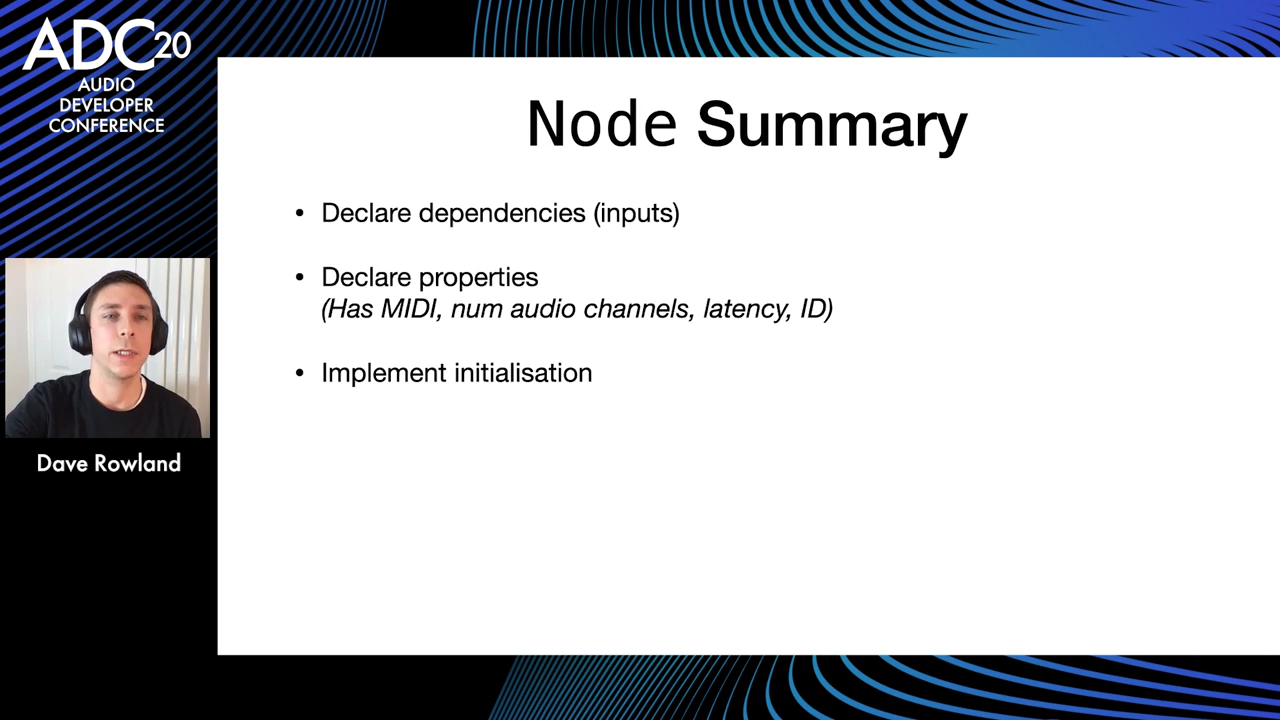 ADC20
AUDIO
DEVELOPER
CONFERENCE
Node Summary
• Declare dependencies (inputs)
• Declare properties
(Has MIDI, num audio channels, latency, ID)
• Implement initialisation
Dave Rowland